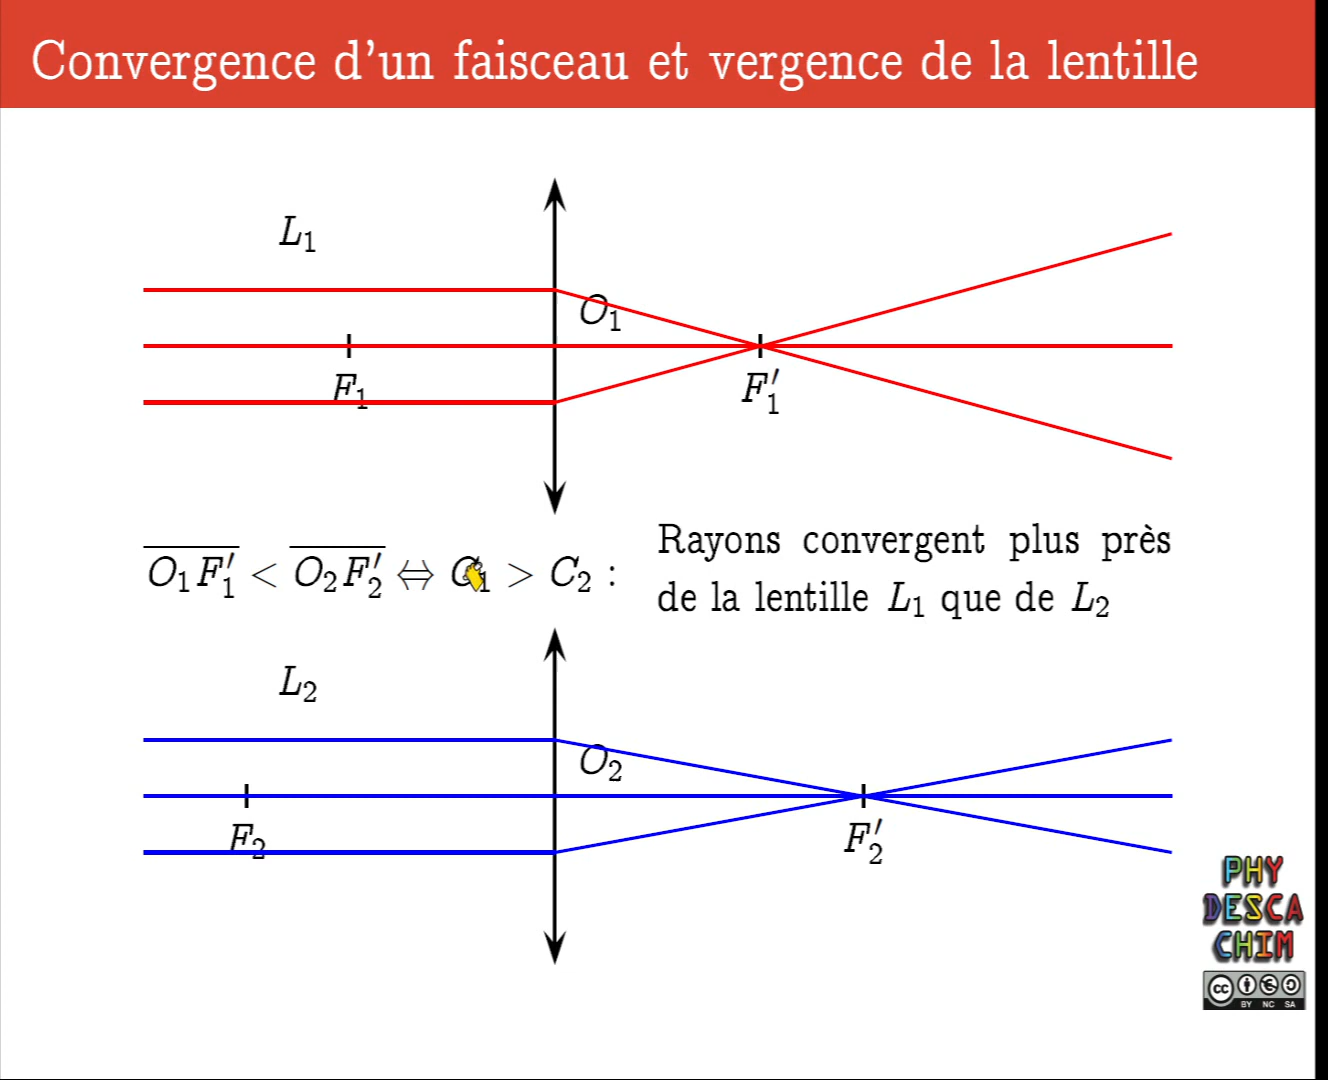 Convergence d'un faisceau et vergence de la lentille
L₁
O₁
F₁
F′₁
O₁F′₁ < O₂F′₂ ⇔ C₁ > C₂ :
Rayons convergent plus près
de la lentille L₁ que de L₂
L₂
O₂
F₂
F′₂
PHY
DESCA
CHIM
cc
BY NC SA